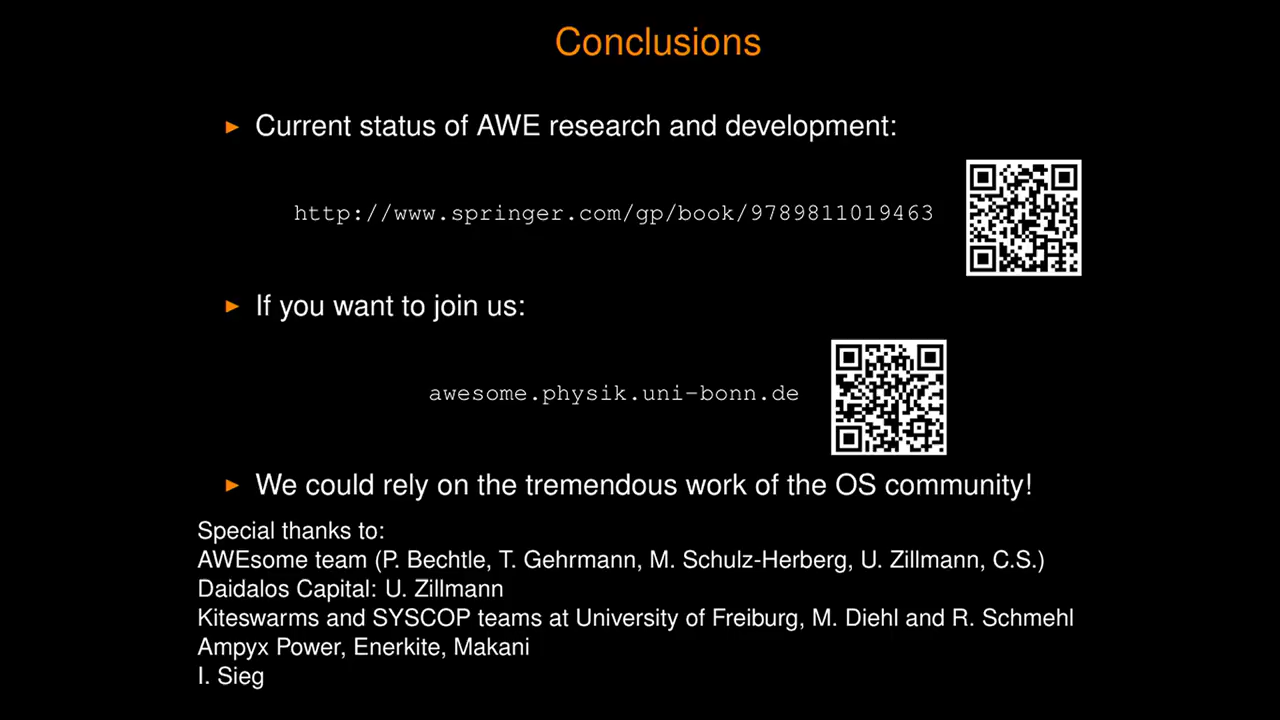 Conclusions
Current status of AWE research and development:
http://www.springer.com/gp/book/9789811019463
If you want to join us:
awesome.physik.uni-bonn.de
We could rely on the tremendous work of the OS community!
Special thanks to:
AWEsome team (P. Bechtle, T. Gehrmann, M. Schulz-Herberg, U. Zillmann, C.S.)
Daidalos Capital: U. Zillmann
Kiteswarms and SYSCOP teams at University of Freiburg, M. Diehl and R. Schmehl
Ampyx Power, Enerkite, Makani
I. Sieg